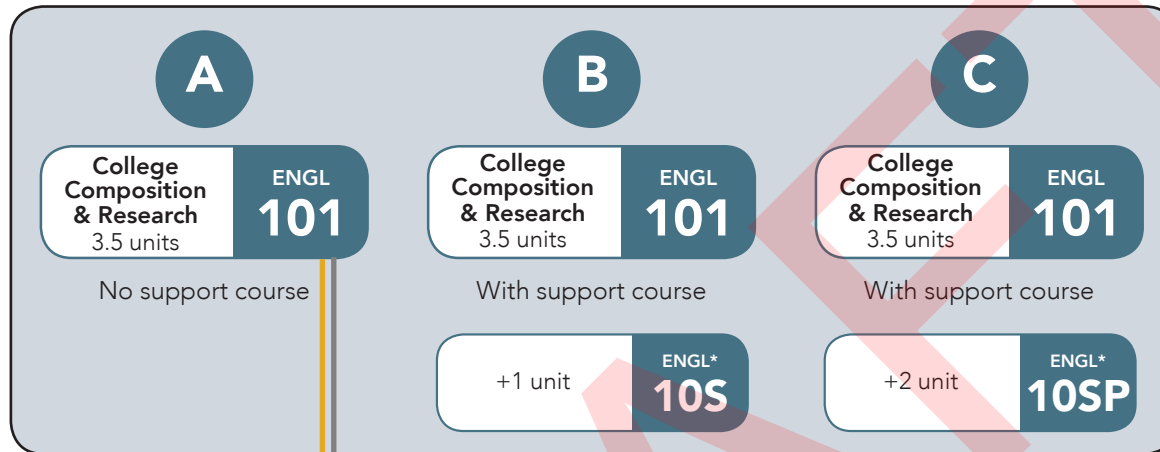 A
College
Composition
& Research
3.5 units
ENGL
101
No support course
B
College
Composition
& Research
3.5 units
ENGL
101
With support course
+1 unit
ENGL*
10S
C
College
Composition
& Research
3.5 units
ENGL
101
With support course
+2 unit
ENGL*
10SP